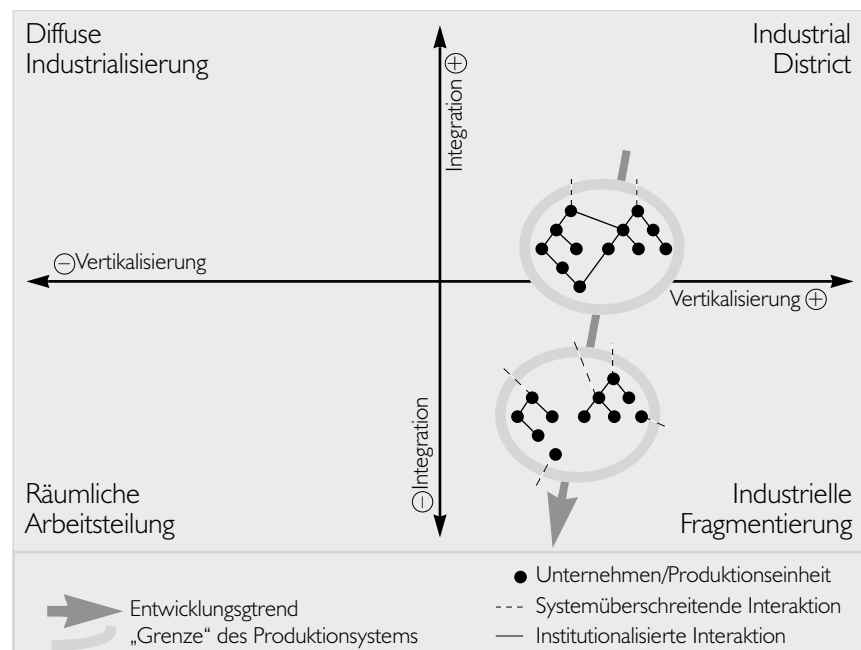 Diffuse
Industrialisierung
Industrial
District
Integration ⊕
⊖ Vertikalisierung
Vertikalisierung ⊕
⊖ Integration
Räumliche
Arbeitsteilung
Industrielle
Fragmentierung
Entwicklungsgtrend
„Grenze“ des Produktionsystems
Unternehmen/Produktionseinheit
Systemüberschreitende Interaktion
Institutionalisierte Interaktion